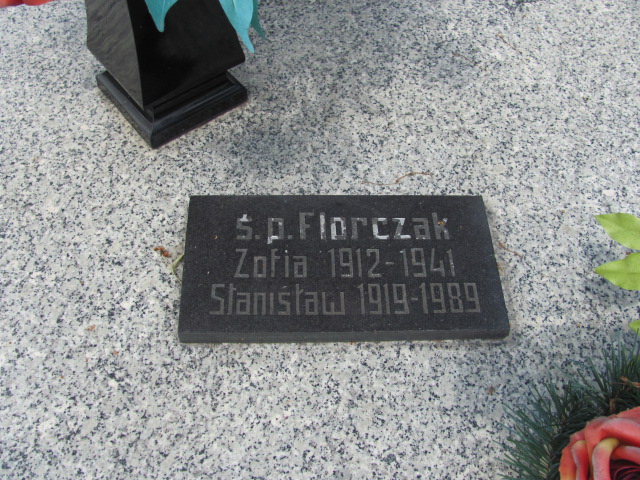 ś.p. Florczak
Zofia 1912-1941
Stanisław 1919-1989